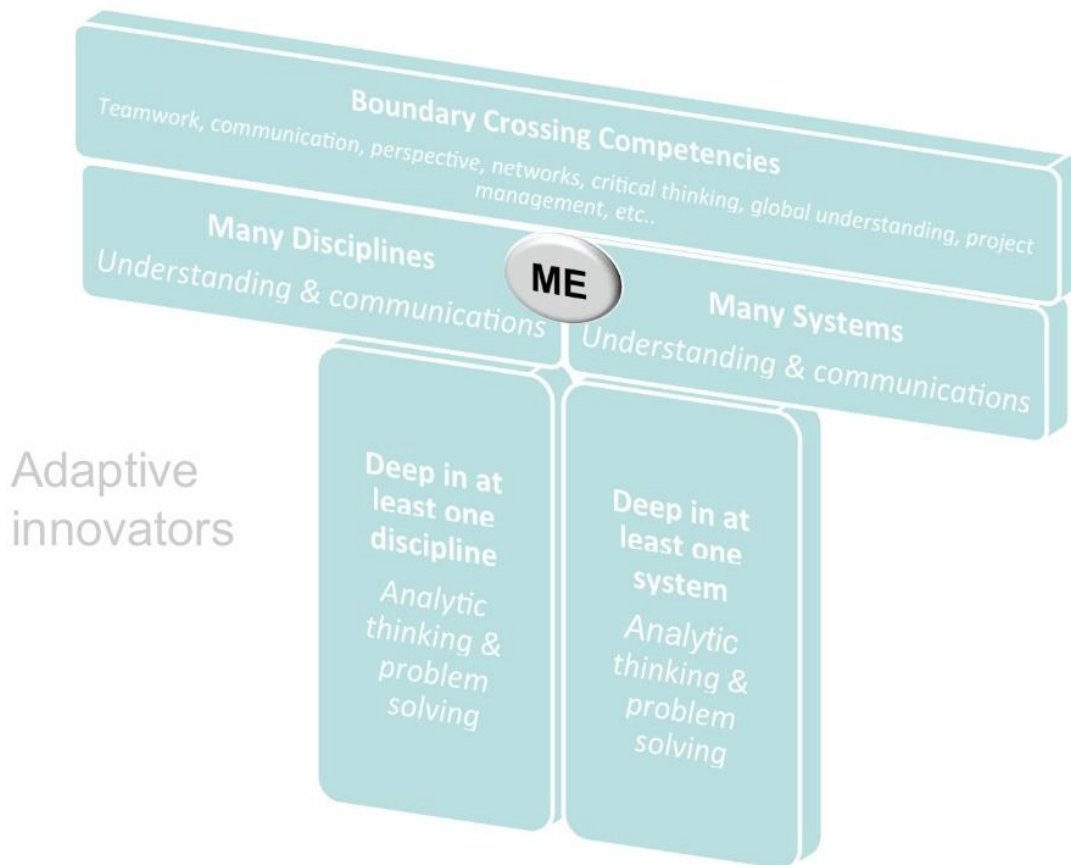 Boundary Crossing Competencies
Teamwork, communication, perspective, networks, critical thinking, global understanding, project
management, etc..
Many Disciplines
Understanding & communications
ME
Many Systems
Understanding & communications
Adaptive
innovators
Deep in at
least one
discipline
Analytic
thinking &
problem
solving
Deep in at
least one
system
Analytic
thinking &
problem
solving